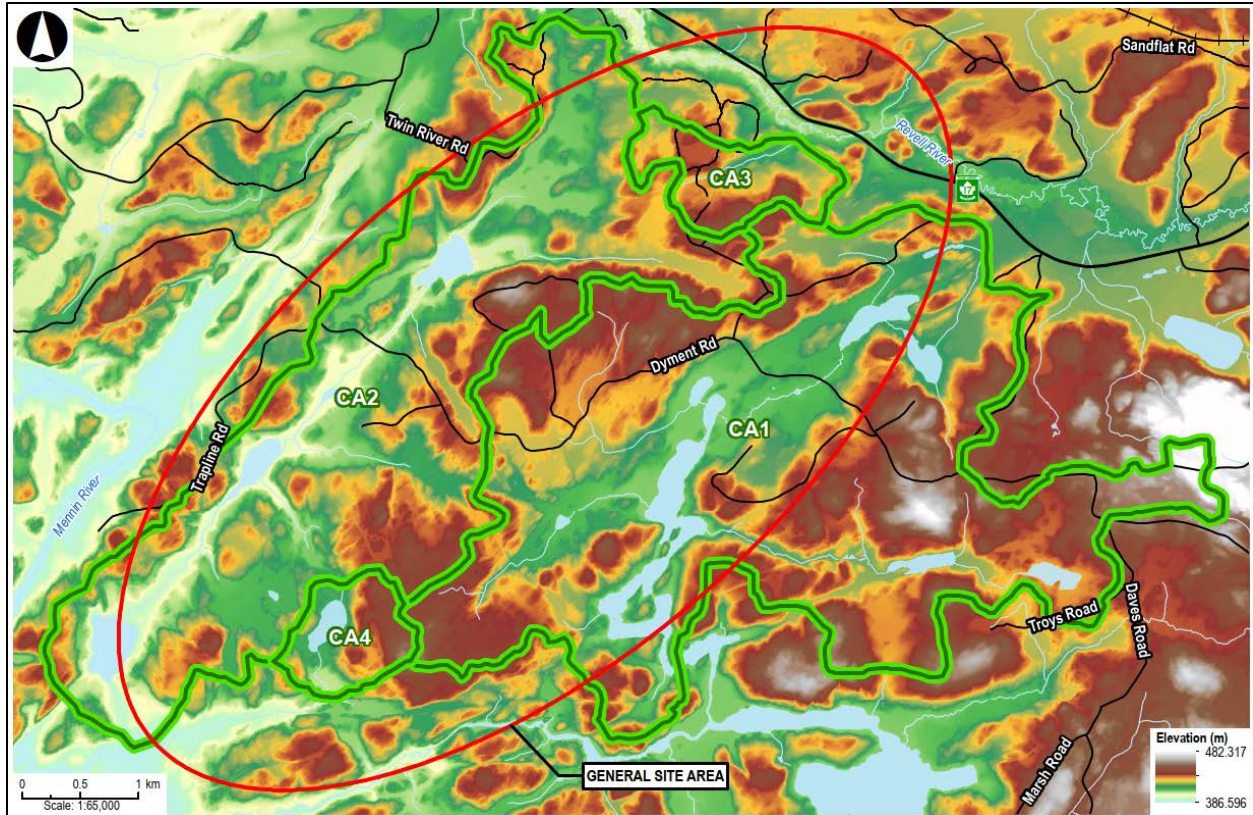 Sandflat Rd
Twin River Rd
Revell River
CA3
17
Dyment Rd
CA2
CA1
Trapline Rd
Mennin River
CA4
Troys Road
Daves Road
Marsh Road
GENERAL SITE AREA
0 0.5 1 km
Scale: 1:65,000
Elevation (m)
482.317
386.596